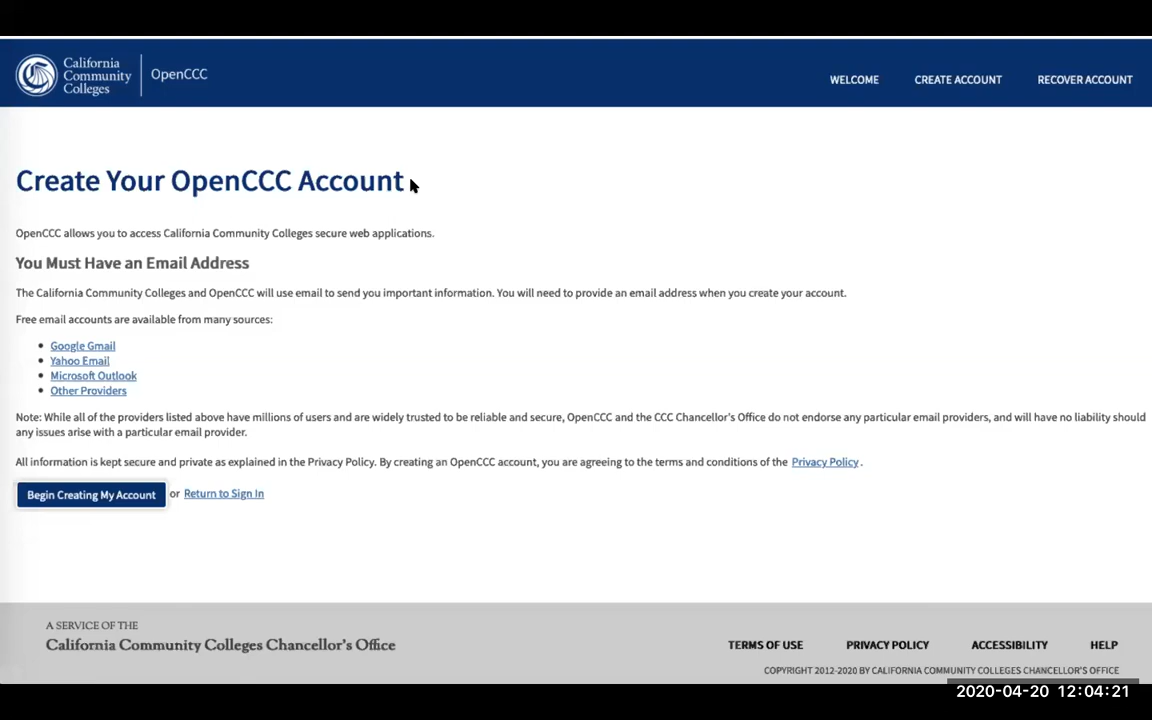 California
Community
Colleges
OpenCCC
WELCOME
CREATE ACCOUNT
RECOVER ACCOUNT
Create Your OpenCCC Account
OpenCCC allows you to access California Community Colleges secure web applications.
You Must Have an Email Address
The California Community Colleges and OpenCCC will use email to send you important information. You will need to provide an email address when you create your account.
Free email accounts are available from many sources:
Google Gmail
Yahoo Email
Microsoft Outlook
Other Providers
Note: While all of the providers listed above have millions of users and are widely trusted to be reliable and secure, OpenCCC and the CCC Chancellor's Office do not endorse any particular email providers, and will have no liability should
any issues arise with a particular email provider.
All information is kept secure and private as explained in the Privacy Policy. By creating an OpenCCC account, you are agreeing to the terms and conditions of the Privacy Policy.
Begin Creating My Account or Return to Sign In
A SERVICE OF THE
California Community Colleges Chancellor's Office
TERMS OF USE
PRIVACY POLICY
ACCESSIBILITY
HELP
COPYRIGHT 2012-2020 BY CALIFORNIA COMMUNITY COLLEGES CHANCELLOR'S OFFICE
2020-04-20 12:04:21